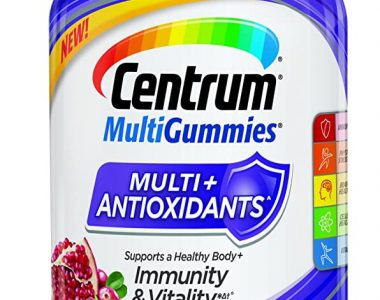 NEW!
Centrum®
MultiGummies®
MULTI +
ANTIOXIDANTS^
Supports a Healthy Body+
Immunity
& Vitality